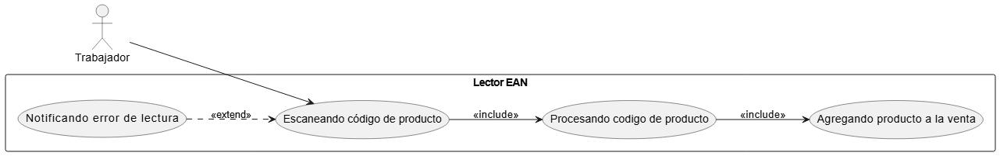 Trabajador
Lector EAN
Notificando error de lectura
«extend»
Escaneando código de producto
«include»
Procesando codigo de producto
«include»
Agregando producto a la venta